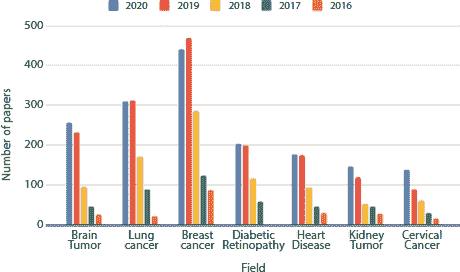 2020 2019 2018 2017 2016
500
400
300
200
100
0
Number of papers
Brain Tumor
Lung cancer
Breast cancer
Diabetic Retinopathy
Heart Disease
Kidney Tumor
Cervical Cancer
Field